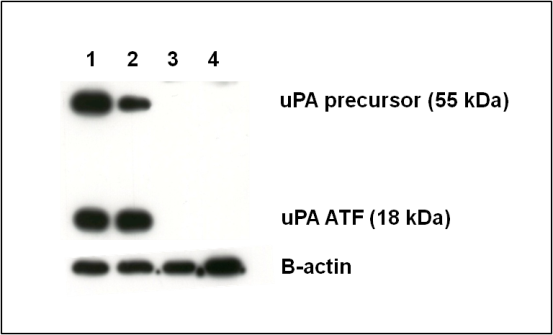 1 2 3 4
uPA precursor (55 kDa)
uPA ATF (18 kDa)
B-actin